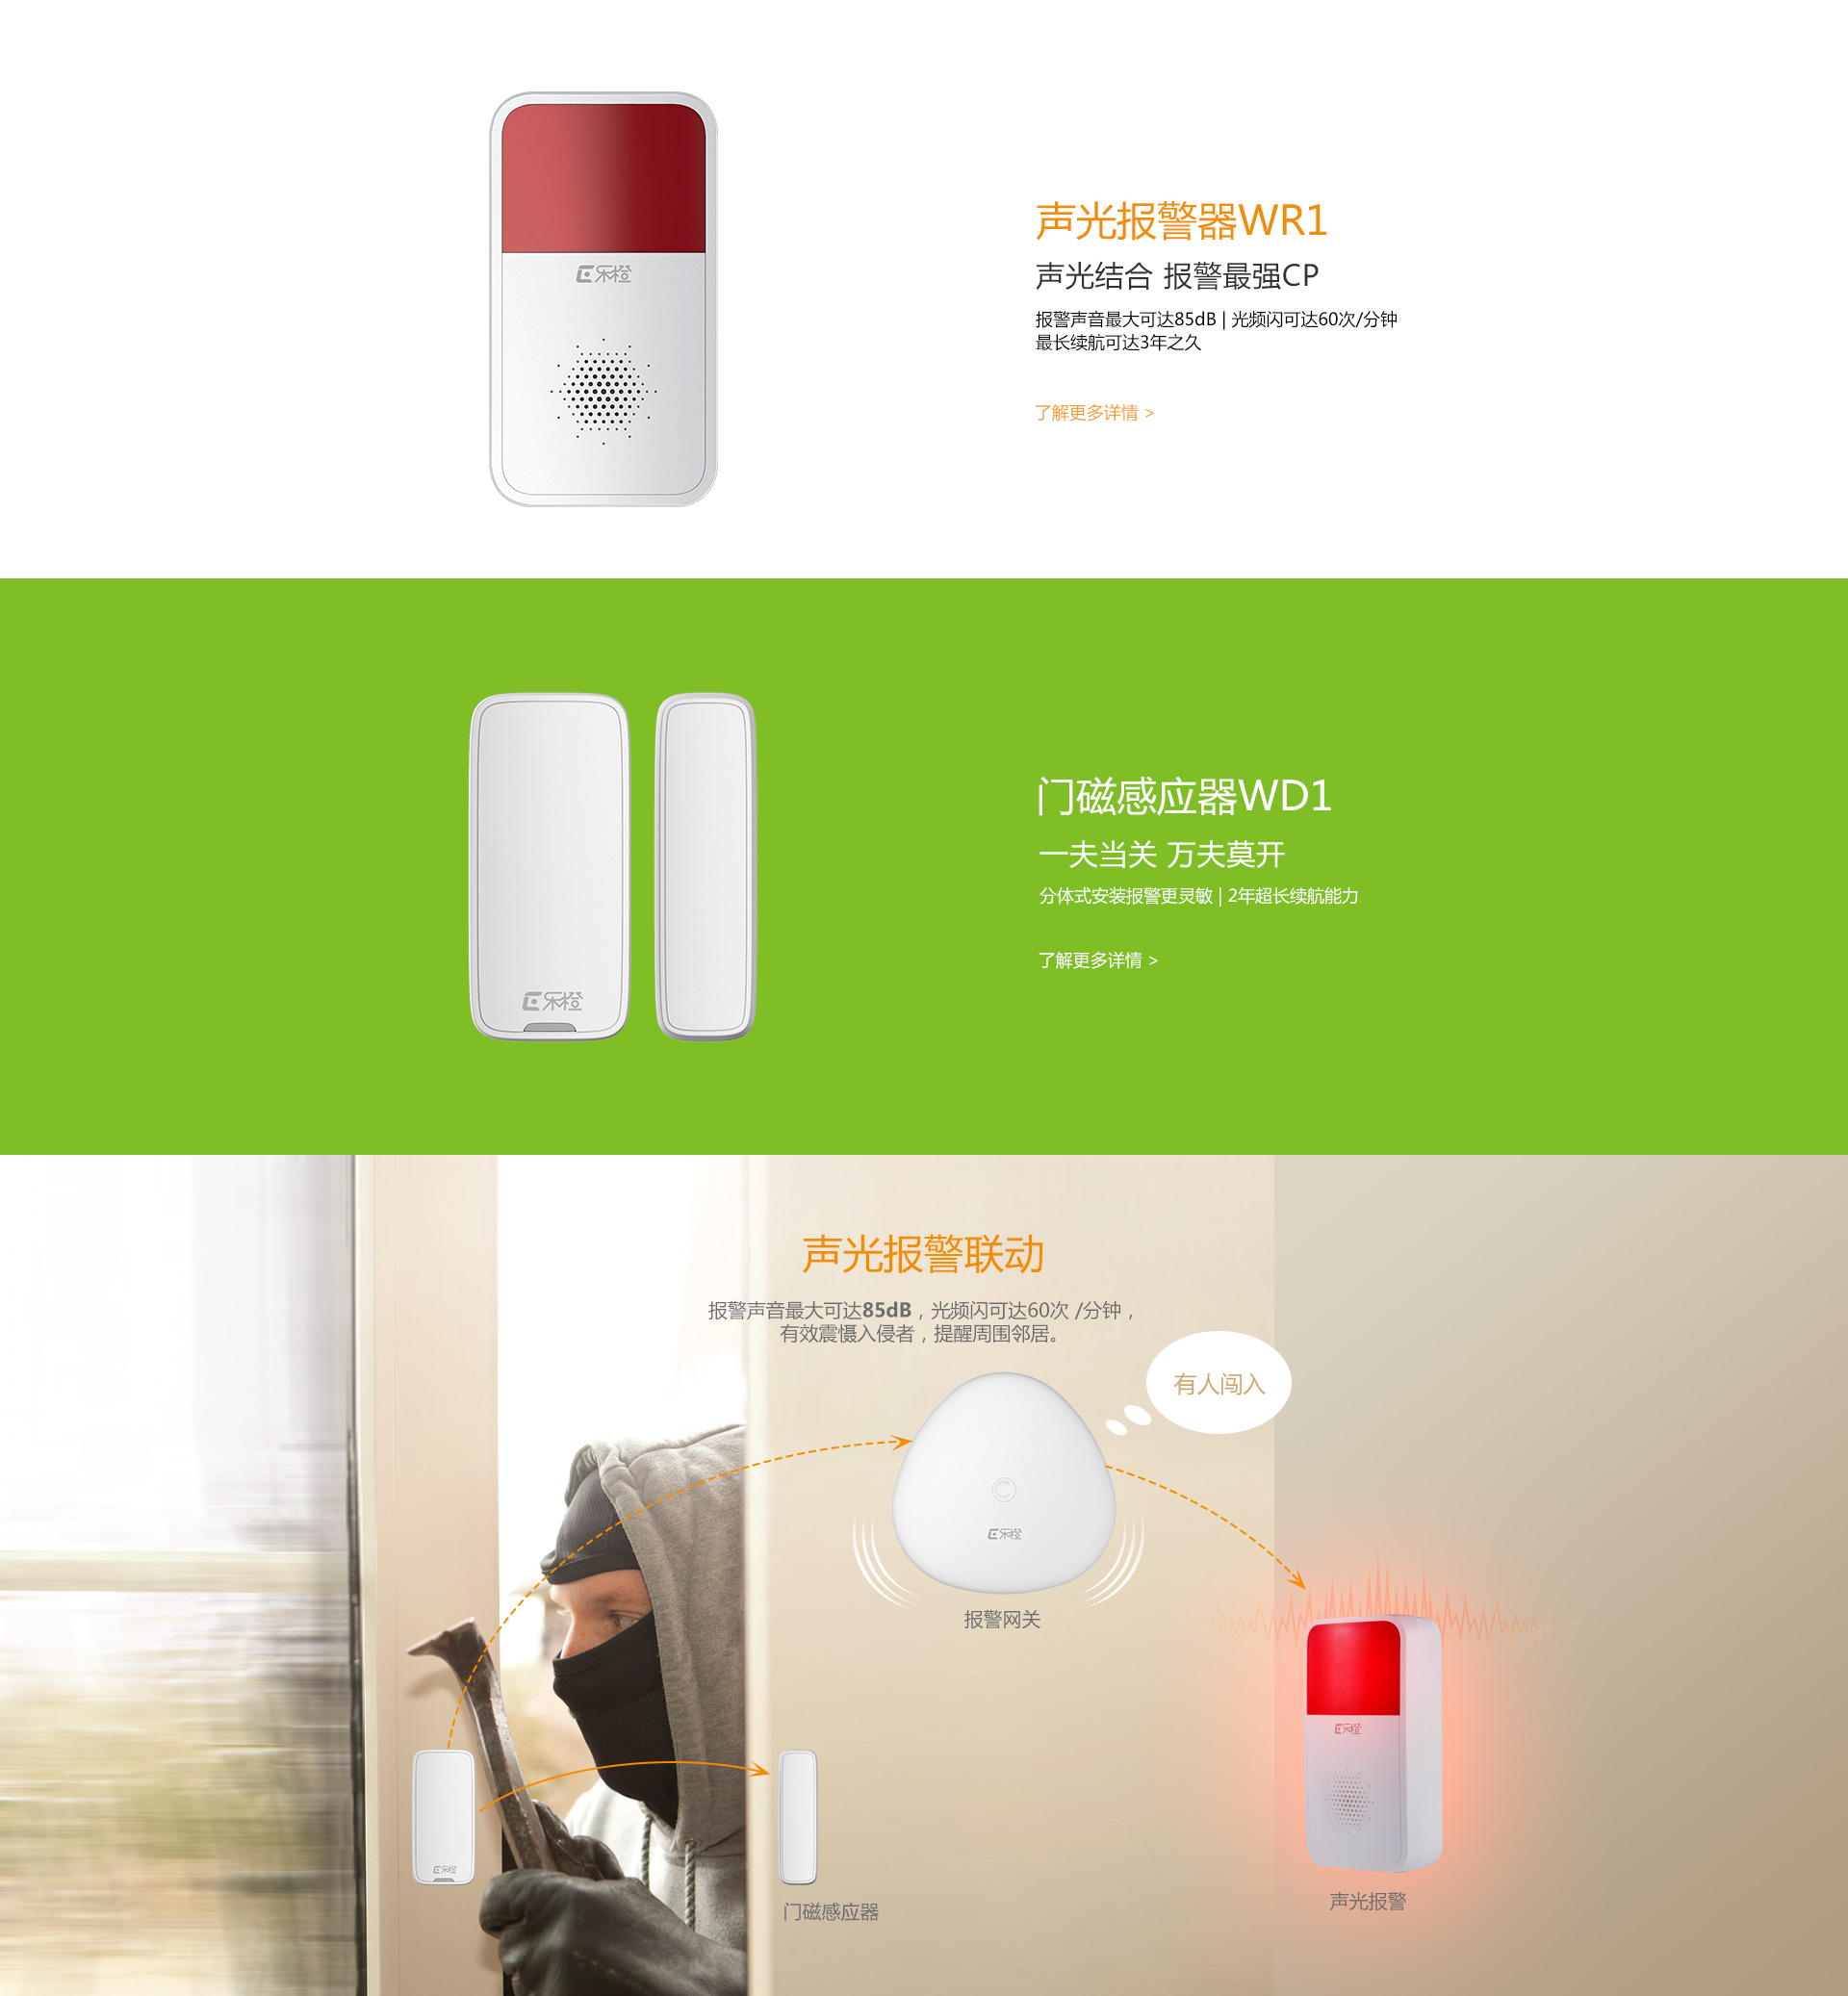 乐橙
声光报警器WR1
声光结合 报警最强CP
报警声音最大可达85dB | 光频闪可达60次/分钟
最长续航可达3年之久
了解更多详情 >
乐橙
门磁感应器WD1
一夫当关 万夫莫开
分体式安装报警更灵敏 | 2年超长续航能力
了解更多详情 >
声光报警联动
报警声音最大可达85dB，光频闪可达60次 /分钟，
有效震慑入侵者，提醒周围邻居。
有人闯入
乐橙
报警网关
乐橙
乐橙
门磁感应器
声光报警